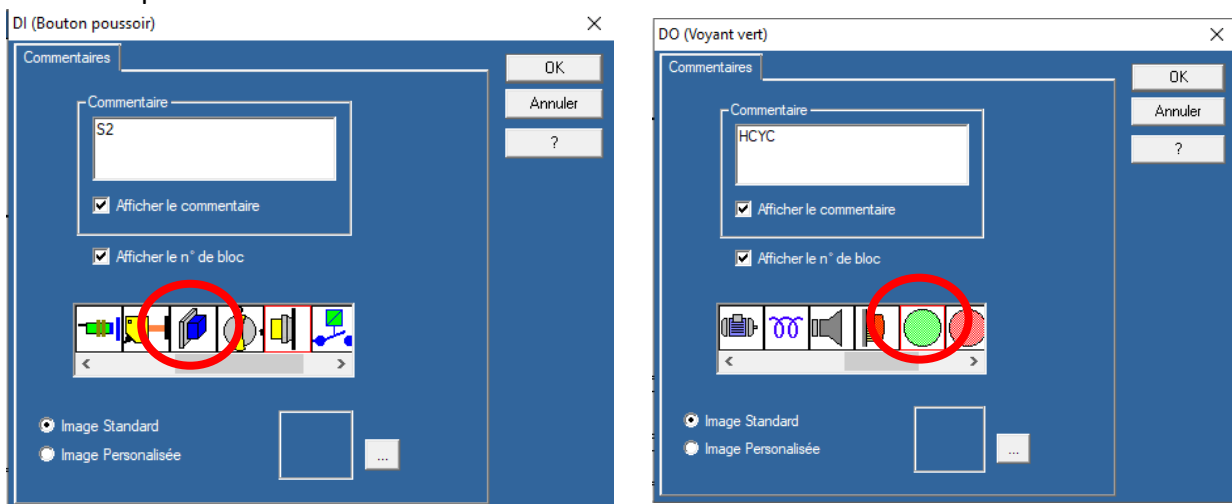 DI (Bouton poussoir)
Commentaires
OK
Annuler
?
Commentaire
S2
Afficher le commentaire
Afficher le n° de bloc
Image Standard
Image Personalisée
...
DO (Voyant vert)
Commentaires
OK
Annuler
?
Commentaire
HCYC
Afficher le commentaire
Afficher le n° de bloc
Image Standard
Image Personalisée
...